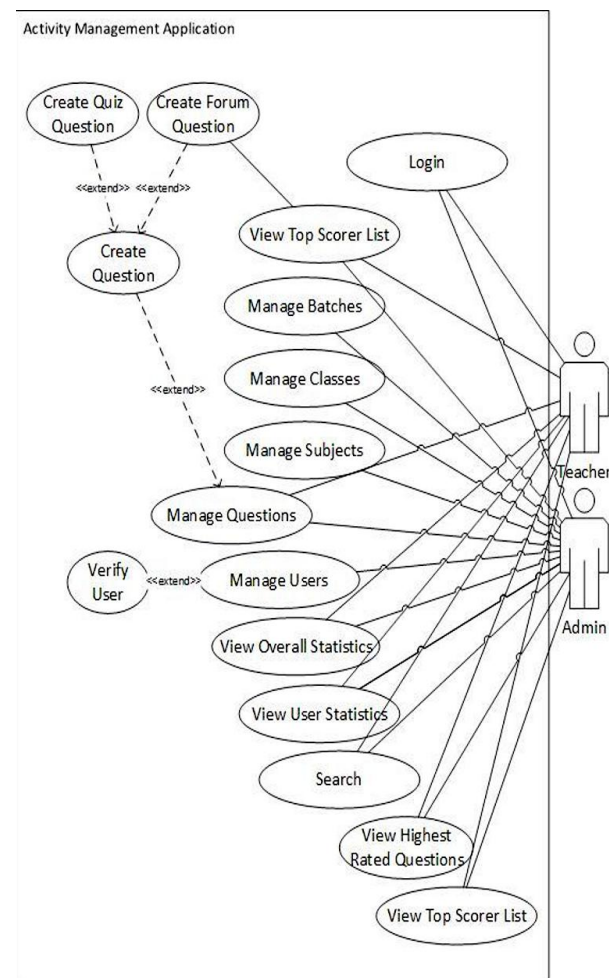 Activity Management Application
Create Quiz
Question
Create Forum
Question
Login
<<extend>> <<extend>>
View Top Scorer List
Create
Question
Manage Batches
Manage Classes
<<extend>>
Manage Subjects
Teacher
Manage Questions
Verify
User
<<extend>>
Manage Users
Admin
View Overall Statistics
View User Statistics
Search
View Highest
Rated Questions
View Top Scorer List